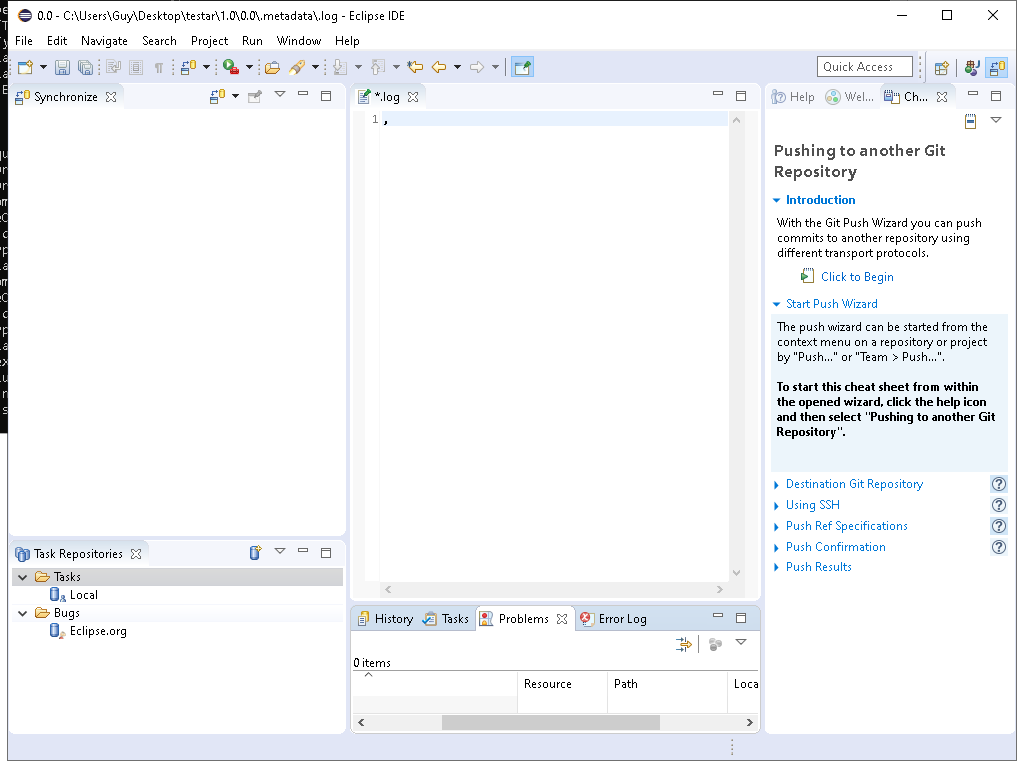 0.0 - C:\Users\Guy\Desktop\testar\1.0\0.0\.metadata\.log - Eclipse IDE
File Edit Navigate Search Project Run Window Help
Quick Access
Synchronize
*.log
Help Wel... Ch...
1 ,
Pushing to another Git
Repository
Introduction
With the Git Push Wizard you can push
commits to another repository using
different transport protocols.
Click to Begin
Start Push Wizard
The push wizard can be started from the
context menu on a repository or project
by "Push..." or "Team > Push...".
To start this cheat sheet from within
the opened wizard, click the help icon
and then select "Pushing to another Git
Repository".
Destination Git Repository
Using SSH
Push Ref Specifications
Push Confirmation
Push Results
Task Repositories
Tasks
Local
Bugs
Eclipse.org
History Tasks Problems Error Log
0 items
Resource Path Loca